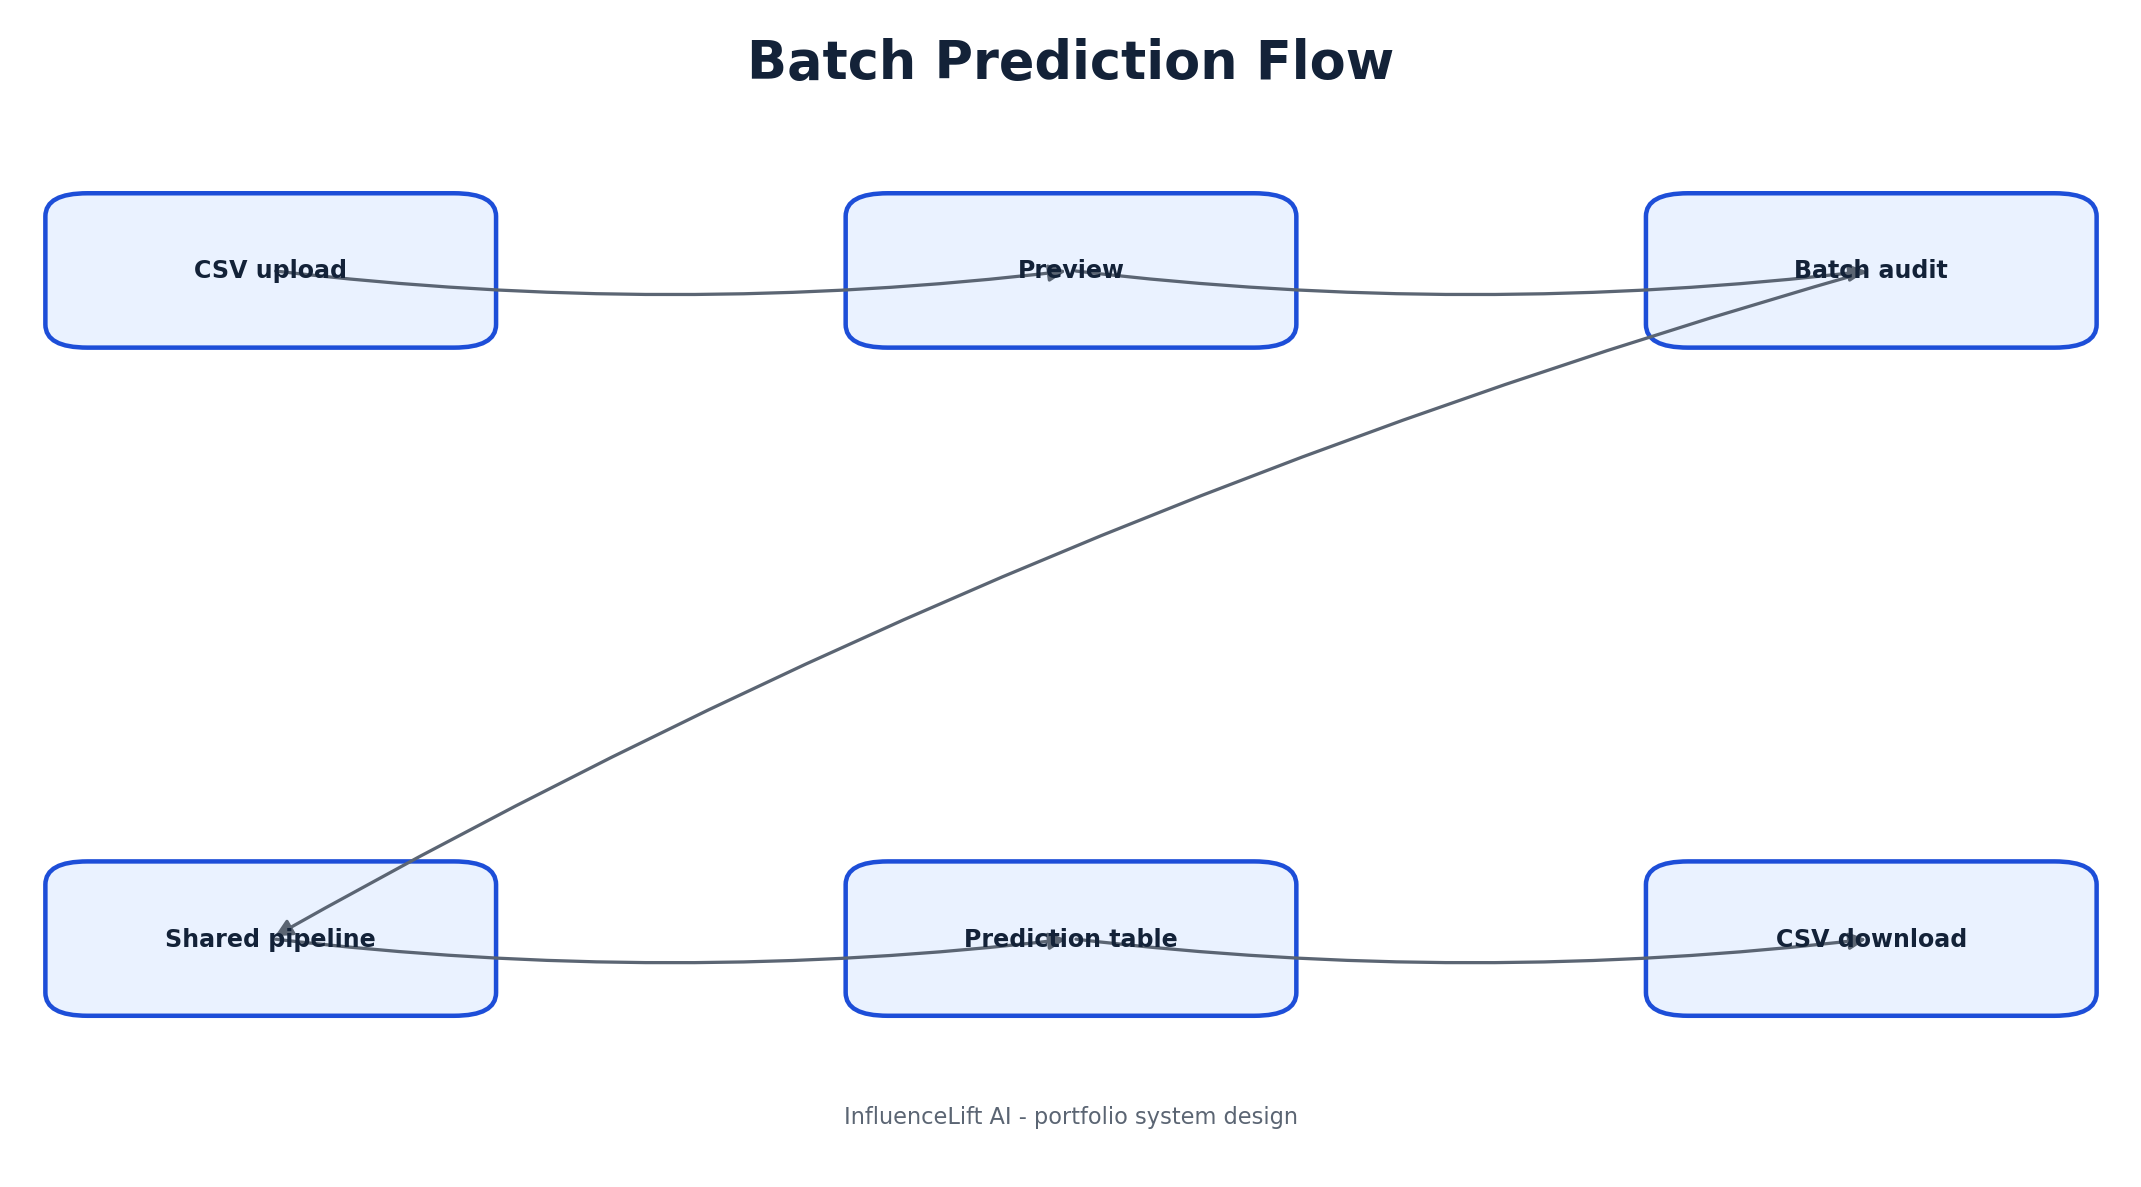 Batch Prediction Flow
CSV upload
Preview
Batch audit
Shared pipeline
Prediction table
CSV download
InfluenceLift AI - portfolio system design